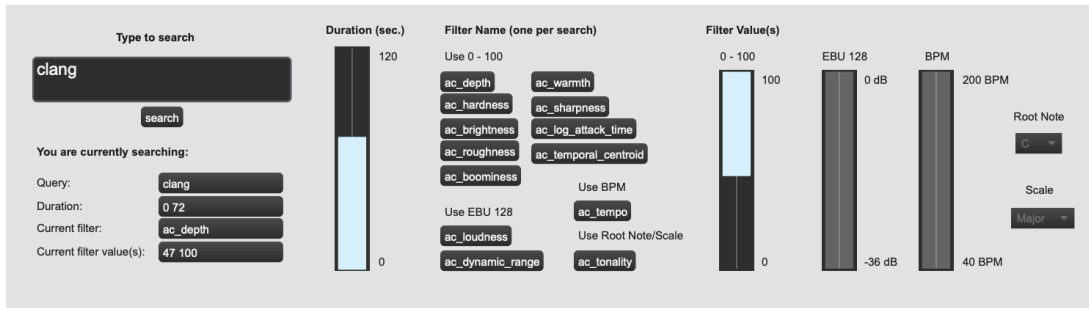 Type to search
clang
search
You are currently searching:
Query: clang
Duration: 0 72
Current filter: ac_depth
Current filter value(s): 47 100
Duration (sec.)
120
0
Filter Name (one per search)
Use 0 - 100
ac_depth ac_warmth
ac_hardness ac_sharpness
ac_brightness ac_log_attack_time
ac_roughness ac_temporal_centroid
ac_boominess
Use BPM
Use EBU 128 ac_tempo
ac_loudness Use Root Note/Scale
ac_dynamic_range ac_tonality
Filter Value(s)
0 - 100 EBU 128 BPM
100 0 dB 200 BPM
0 -36 dB 40 BPM
Root Note
C
Scale
Major